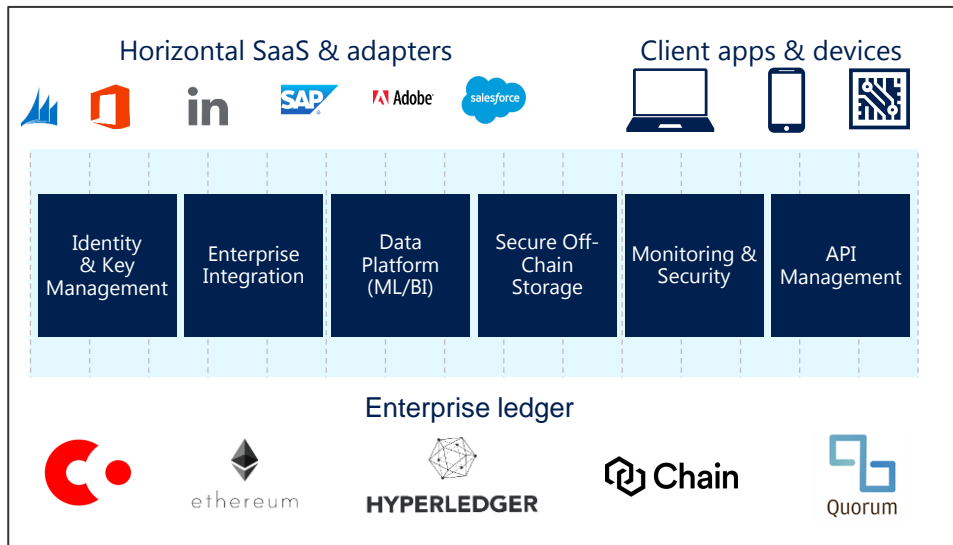 Horizontal SaaS & adapters
Client apps & devices
in
SAP
Adobe
salesforce
Identity
& Key
Management
Enterprise
Integration
Data
Platform
(ML/BI)
Secure Off-
Chain
Storage
Monitoring &
Security
API
Management
Enterprise ledger
ethereum
HYPERLEDGER
Chain
Quorum